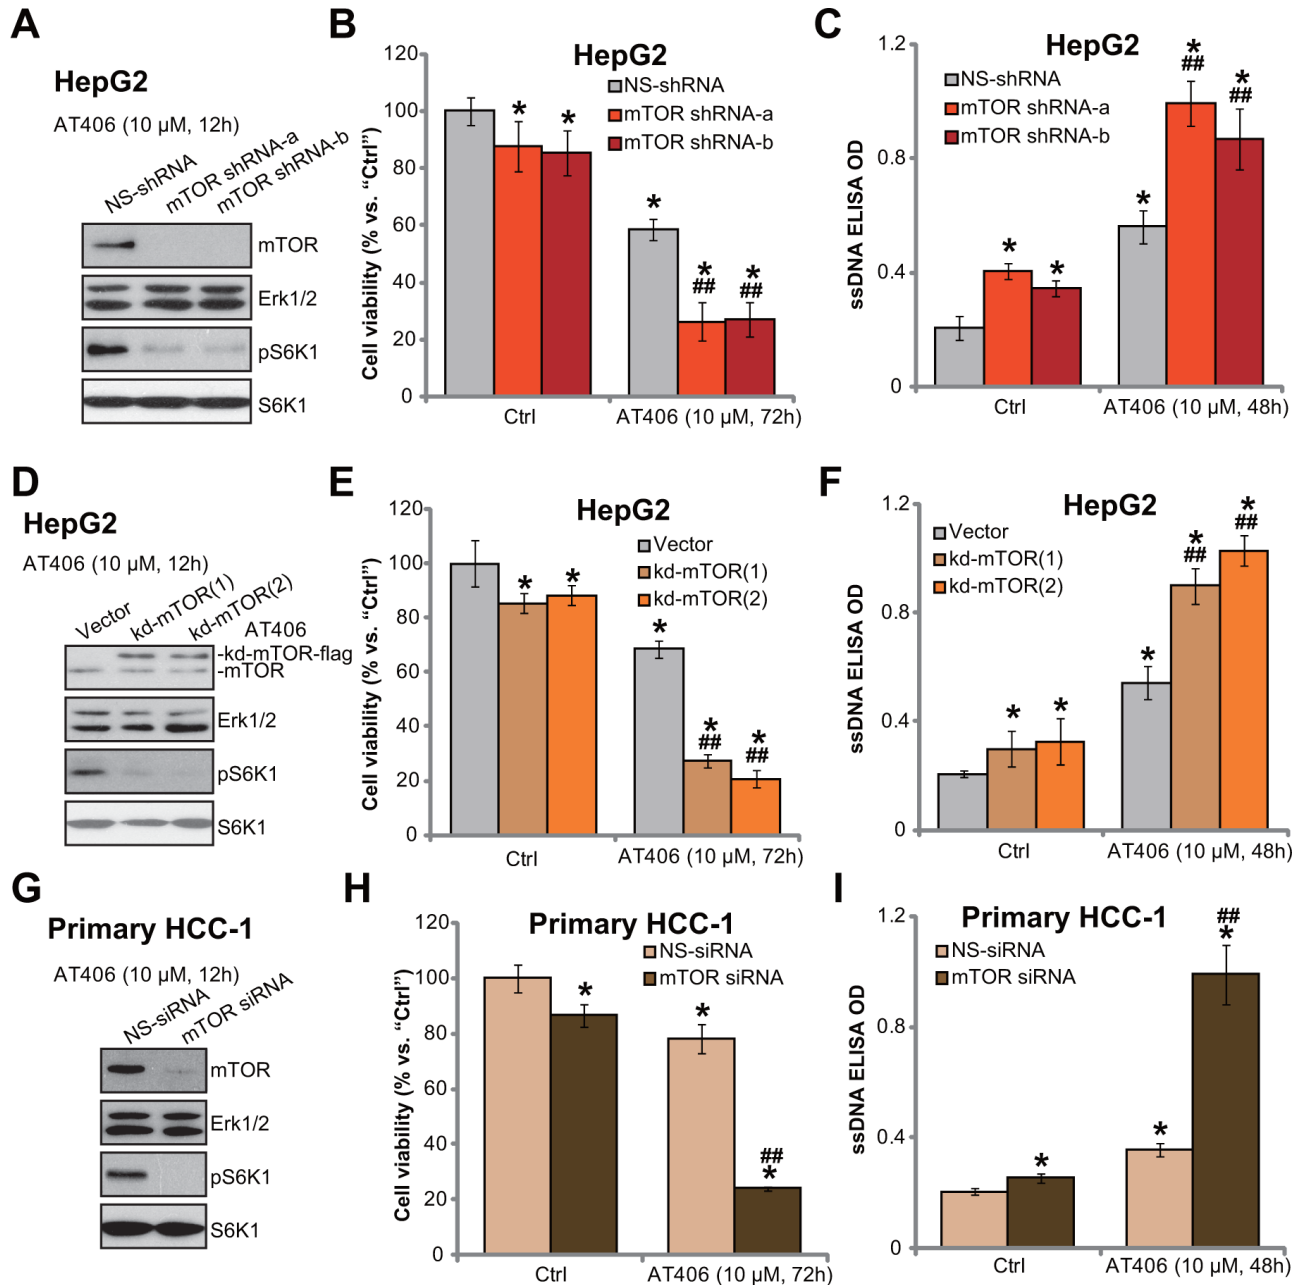 A
HepG2
AT406 (10 µM, 12h)
NS-shRNA
mTOR shRNA-a
mTOR shRNA-b
mTOR
Erk1/2
pS6K1
S6K1
B
HepG2
NS-shRNA
mTOR shRNA-a
mTOR shRNA-b
Cell viability (% vs. “Ctrl”)
120
100
80
60
40
20
0
* * * * ## * ##
Ctrl
AT406 (10 µM, 72h)
C
HepG2
NS-shRNA
mTOR shRNA-a
mTOR shRNA-b
ssDNA ELISA OD
1.2
0.8
0.4
0
* * * * ## * ##
Ctrl
AT406 (10 µM, 48h)
D
HepG2
AT406 (10 µM, 12h)
Vector
kd-mTOR(1)
kd-mTOR(2)
AT406
-kd-mTOR-flag
-mTOR
Erk1/2
pS6K1
S6K1
E
HepG2
Vector
kd-mTOR(1)
kd-mTOR(2)
Cell viability (% vs. “Ctrl”)
120
100
80
60
40
20
0
* * * * ## * ##
Ctrl
AT406 (10 µM, 72h)
F
HepG2
Vector
kd-mTOR(1)
kd-mTOR(2)
ssDNA ELISA OD
1.2
0.8
0.4
0
* * * * ## * ##
Ctrl
AT406 (10 µM, 48h)
G
Primary HCC-1
AT406 (10 µM, 12h)
NS-siRNA
mTOR siRNA
mTOR
Erk1/2
pS6K1
S6K1
H
Primary HCC-1
NS-siRNA
mTOR siRNA
Cell viability (% vs. “Ctrl”)
120
100
80
60
40
20
0
* * ## *
Ctrl
AT406 (10 µM, 72h)
I
Primary HCC-1
NS-siRNA
mTOR siRNA
ssDNA ELISA OD
1.2
0.8
0.4
0
* * ## *
Ctrl
AT406 (10 µM, 48h)